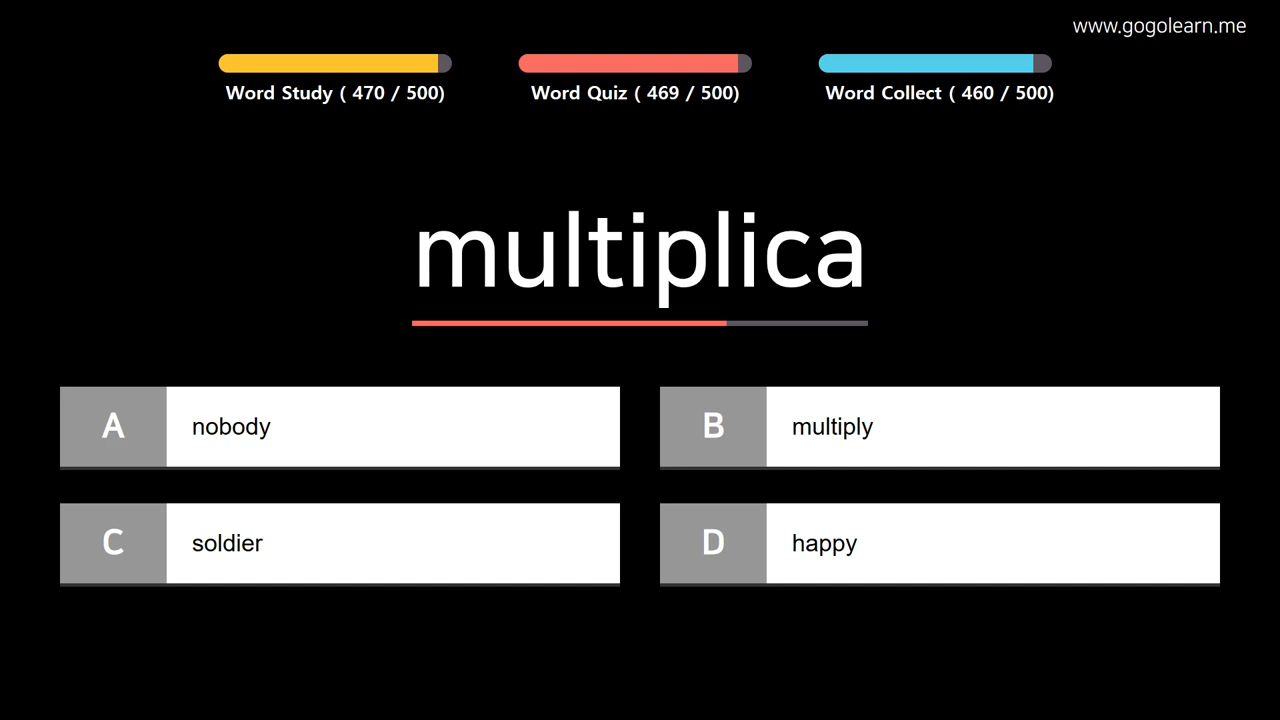 www.gogolearn.me
Word Study ( 470 / 500)
Word Quiz ( 469 / 500)
Word Collect ( 460 / 500)
multiplica
A nobody
B multiply
C soldier
D happy